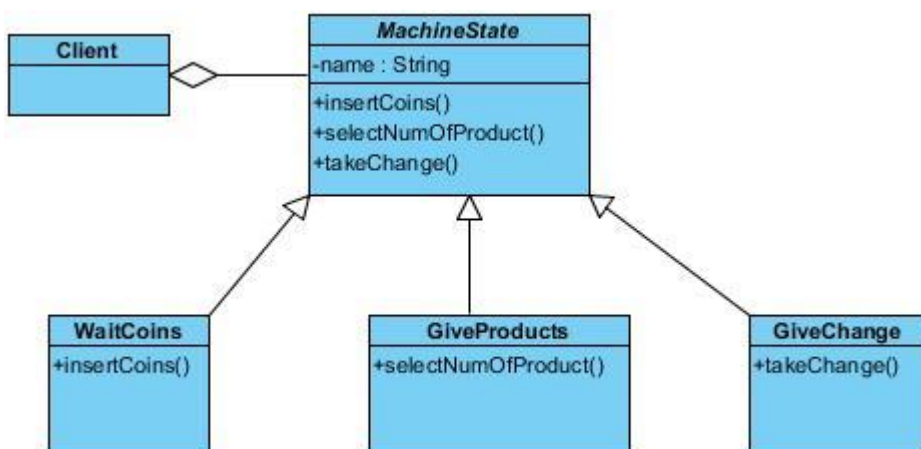 Client
MachineState
-name : String
+insertCoins()
+selectNumOfProduct()
+takeChange()
WaitCoins
+insertCoins()
GiveProducts
+selectNumOfProduct()
GiveChange
+takeChange()